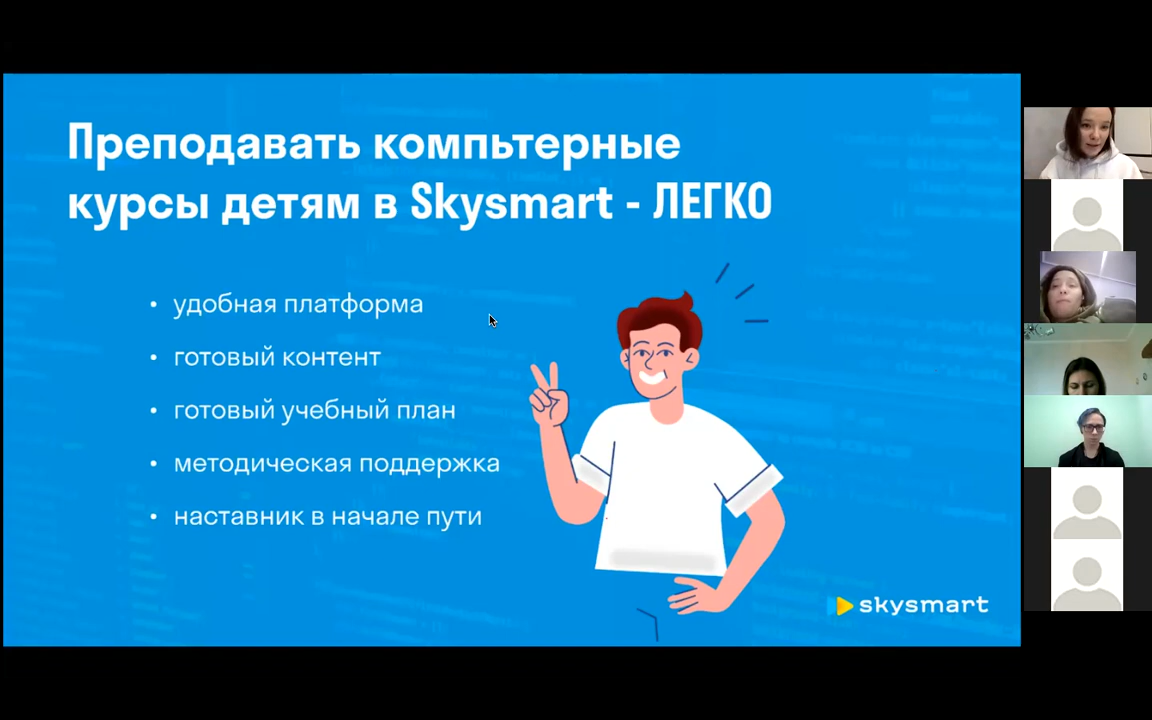 Преподавать компьтерные
курсы детям в Skysmart - ЛЕГКО
• удобная платформа
• готовый контент
• готовый учебный план
• методическая поддержка
• наставник в начале пути
skysmart